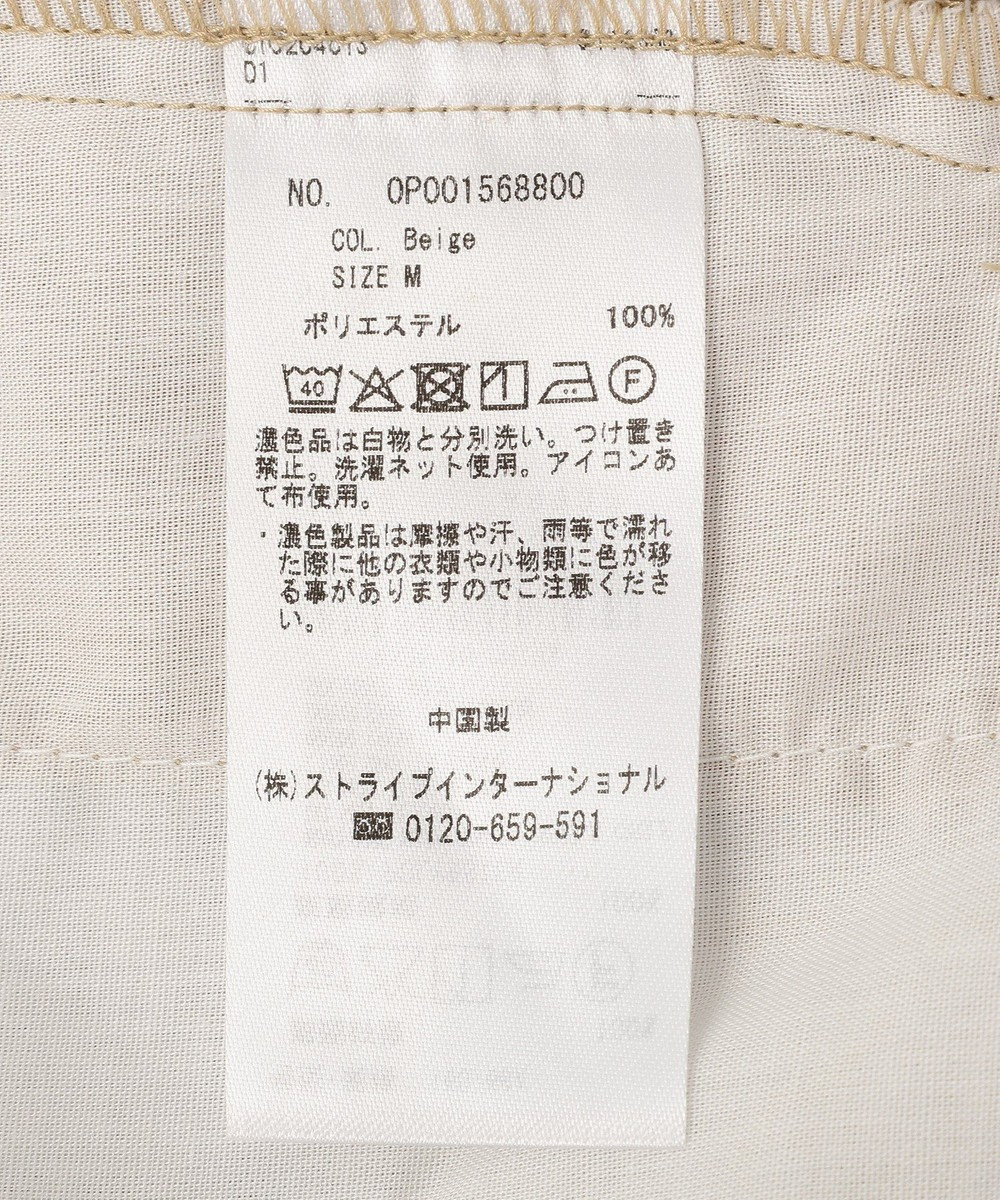 D1
NO. OP001568800
COL. Beige
SIZE M
ポリエステル 100%
40 F
濃色品は白物と分別洗い。つけ置き
禁止。洗濯ネット使用。アイロンあ
て布使用。
・濃色製品は摩擦や汗、雨等で濡れ
た際に他の衣類や小物類に色が移
る事がありますのでご注意くださ
い。
中国製
(株)ストライプインターナショナル
0120-659-591